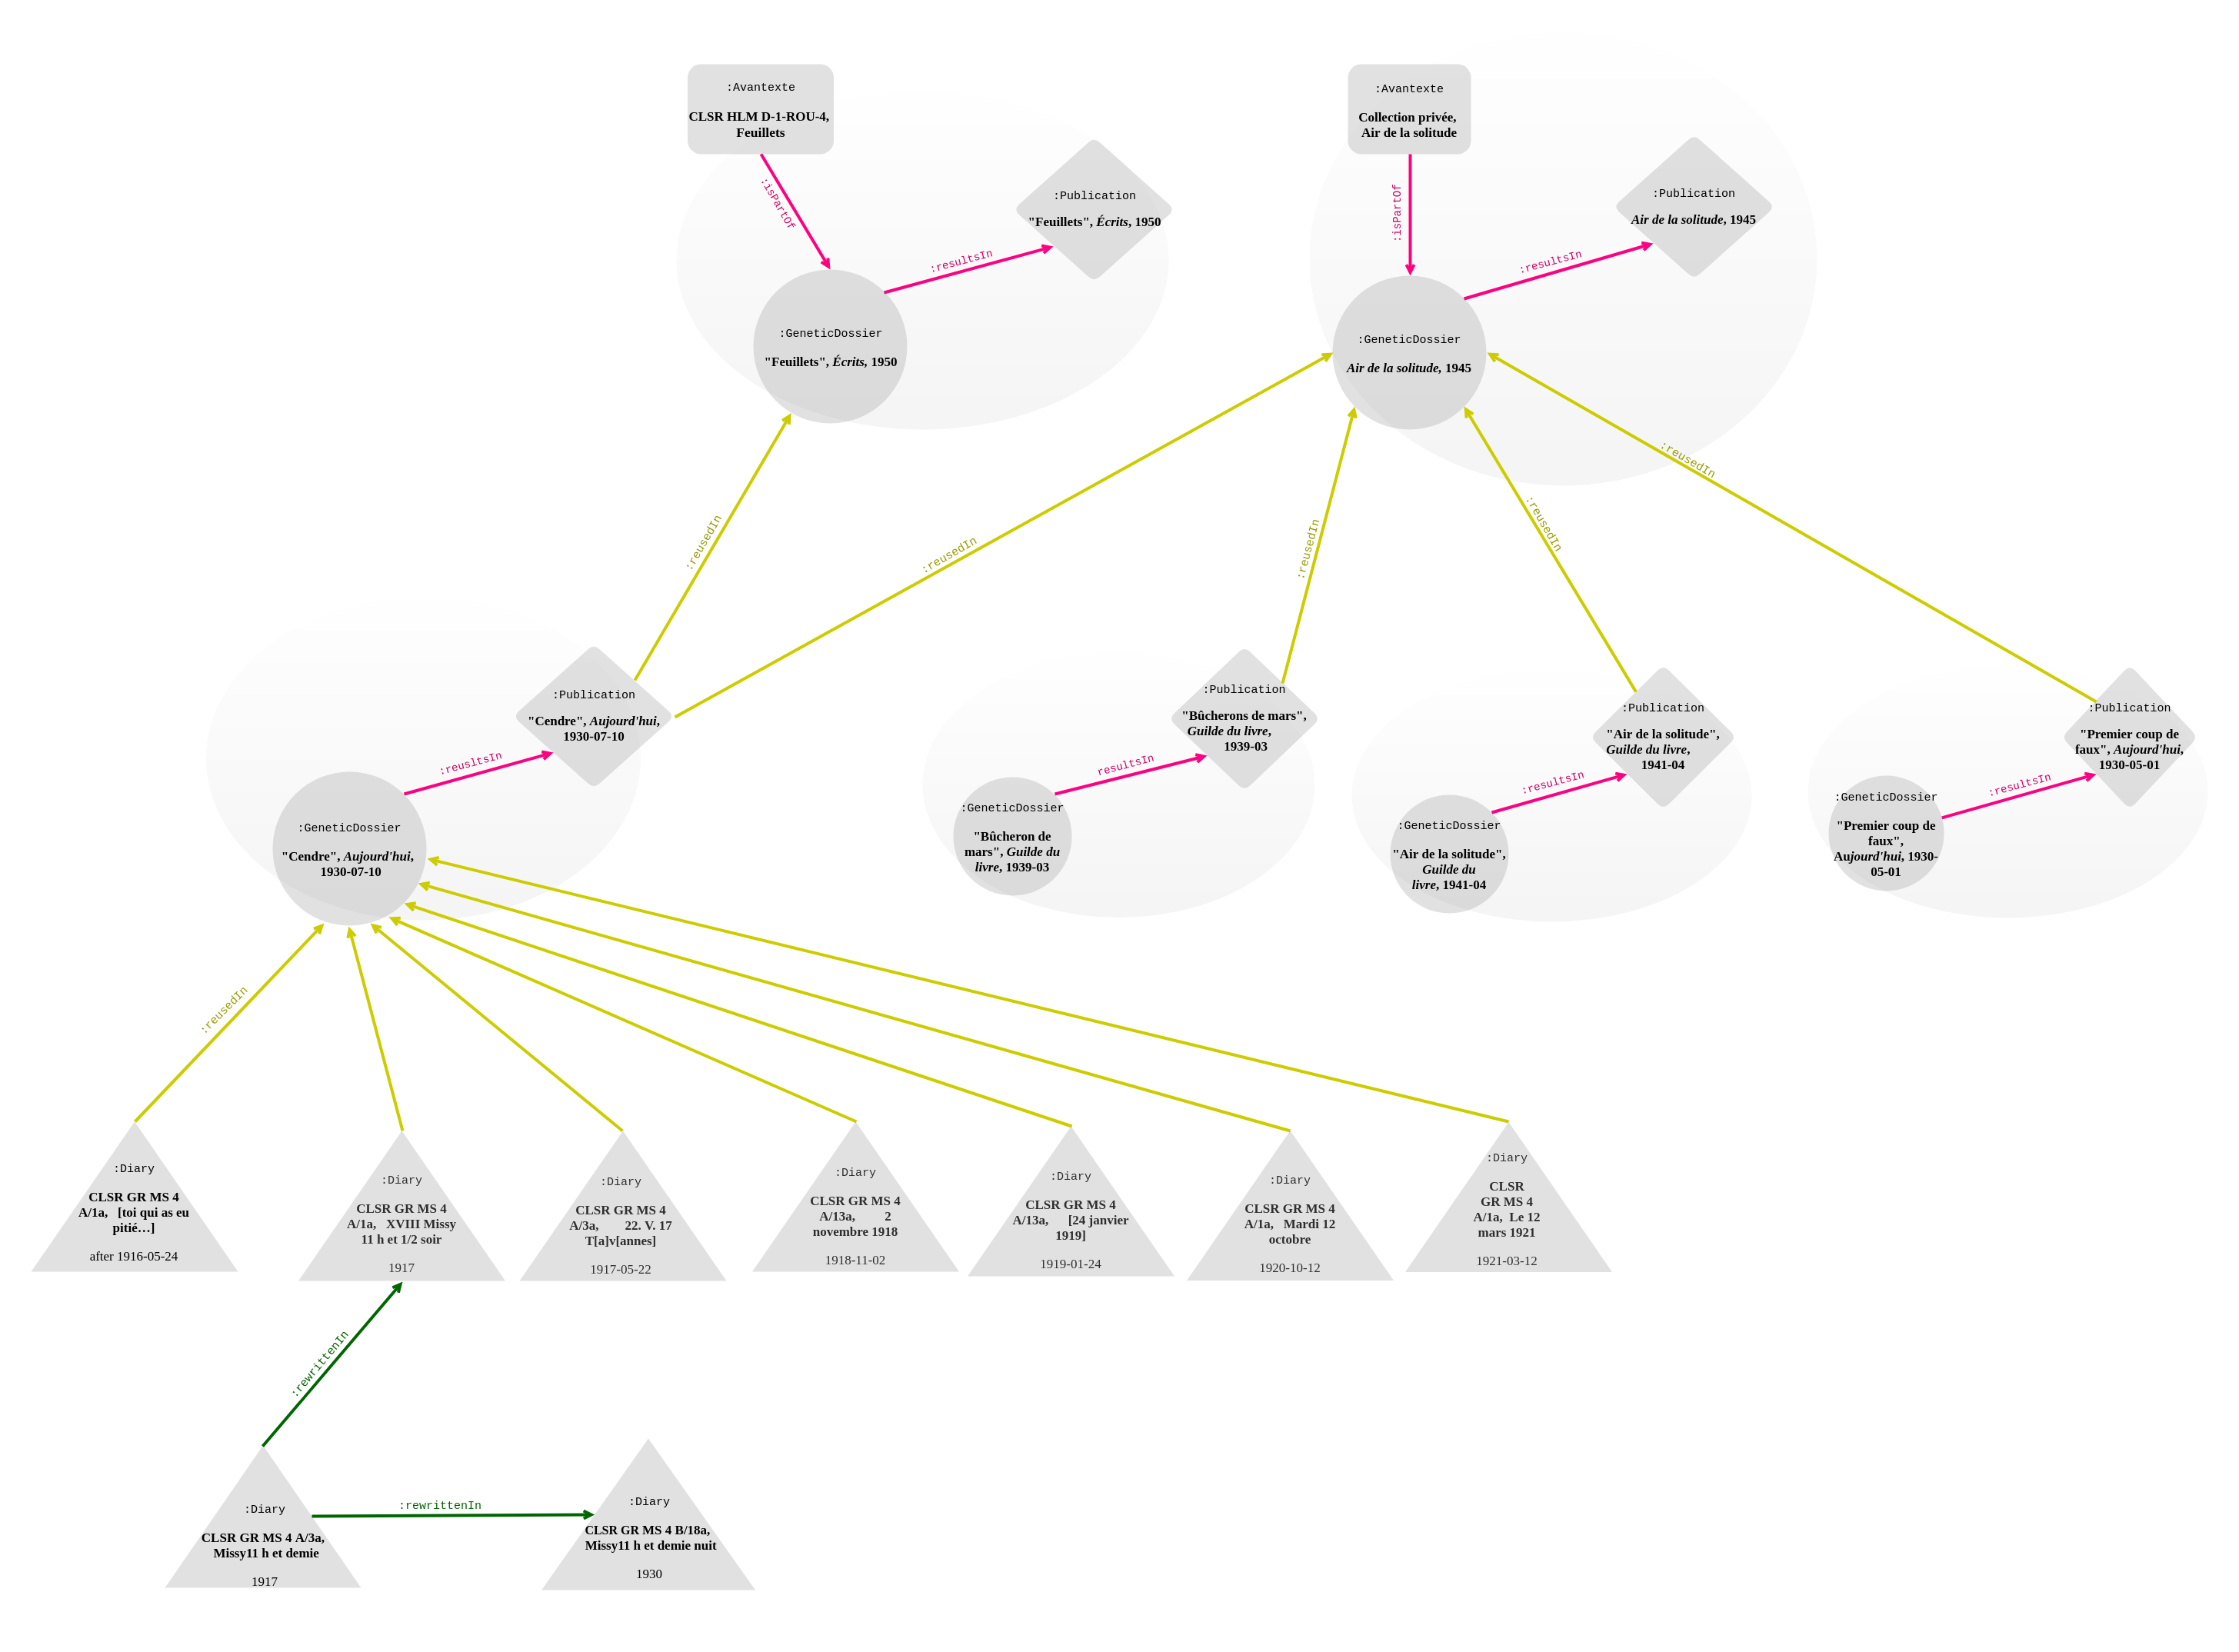 :Avantexte
CLSR HLM D-1-ROU-4,
Feuillets
:Avantexte
Collection privée,
Air de la solitude
:isPartOf
:isPartOf
:Publication
"Feuillets", Écrits, 1950
:Publication
Air de la solitude, 1945
:resultsIn
:resultsIn
:GeneticDossier
"Feuillets", Écrits, 1950
:GeneticDossier
Air de la solitude, 1945
:reusedIn
:reusedIn
:reusedIn
:reusedIn
:reusedIn
:Publication
"Cendre", Aujourd'hui,
1930-07-10
:Publication
"Bûcherons de mars",
Guilde du livre,
1939-03
:Publication
"Air de la solitude",
Guilde du livre,
1941-04
:Publication
"Premier coup de
faux", Aujourd'hui,
1930-05-01
:reusltsIn
resultsIn
:resultsIn
:resultsIn
:GeneticDossier
"Cendre", Aujourd'hui,
1930-07-10
:GeneticDossier
"Bûcheron de
mars", Guilde du
livre, 1939-03
:GeneticDossier
"Air de la solitude",
Guilde du
livre, 1941-04
:GeneticDossier
"Premier coup de
faux",
Aujourd'hui, 1930-
05-01
:reusedIn
:Diary
CLSR GR MS 4
A/1a, [toi qui as eu
pitié…]
after 1916-05-24
:Diary
CLSR GR MS 4
A/1a, XVIII Missy
11 h et 1/2 soir
1917
:Diary
CLSR GR MS 4
A/3a, 22. V. 17
T[a]v[annes]
1917-05-22
:Diary
CLSR GR MS 4
A/13a, 2
novembre 1918
1918-11-02
:Diary
CLSR GR MS 4
A/13a, [24 janvier
1919]
1919-01-24
:Diary
CLSR GR MS 4
A/1a, Mardi 12
octobre
1920-10-12
:Diary
CLSR
GR MS 4
A/1a, Le 12
mars 1921
1921-03-12
:rewrittenIn
:rewrittenIn
:Diary
CLSR GR MS 4 A/3a,
Missy11 h et demie
1917
:Diary
CLSR GR MS 4 B/18a,
Missy11 h et demie nuit
1930